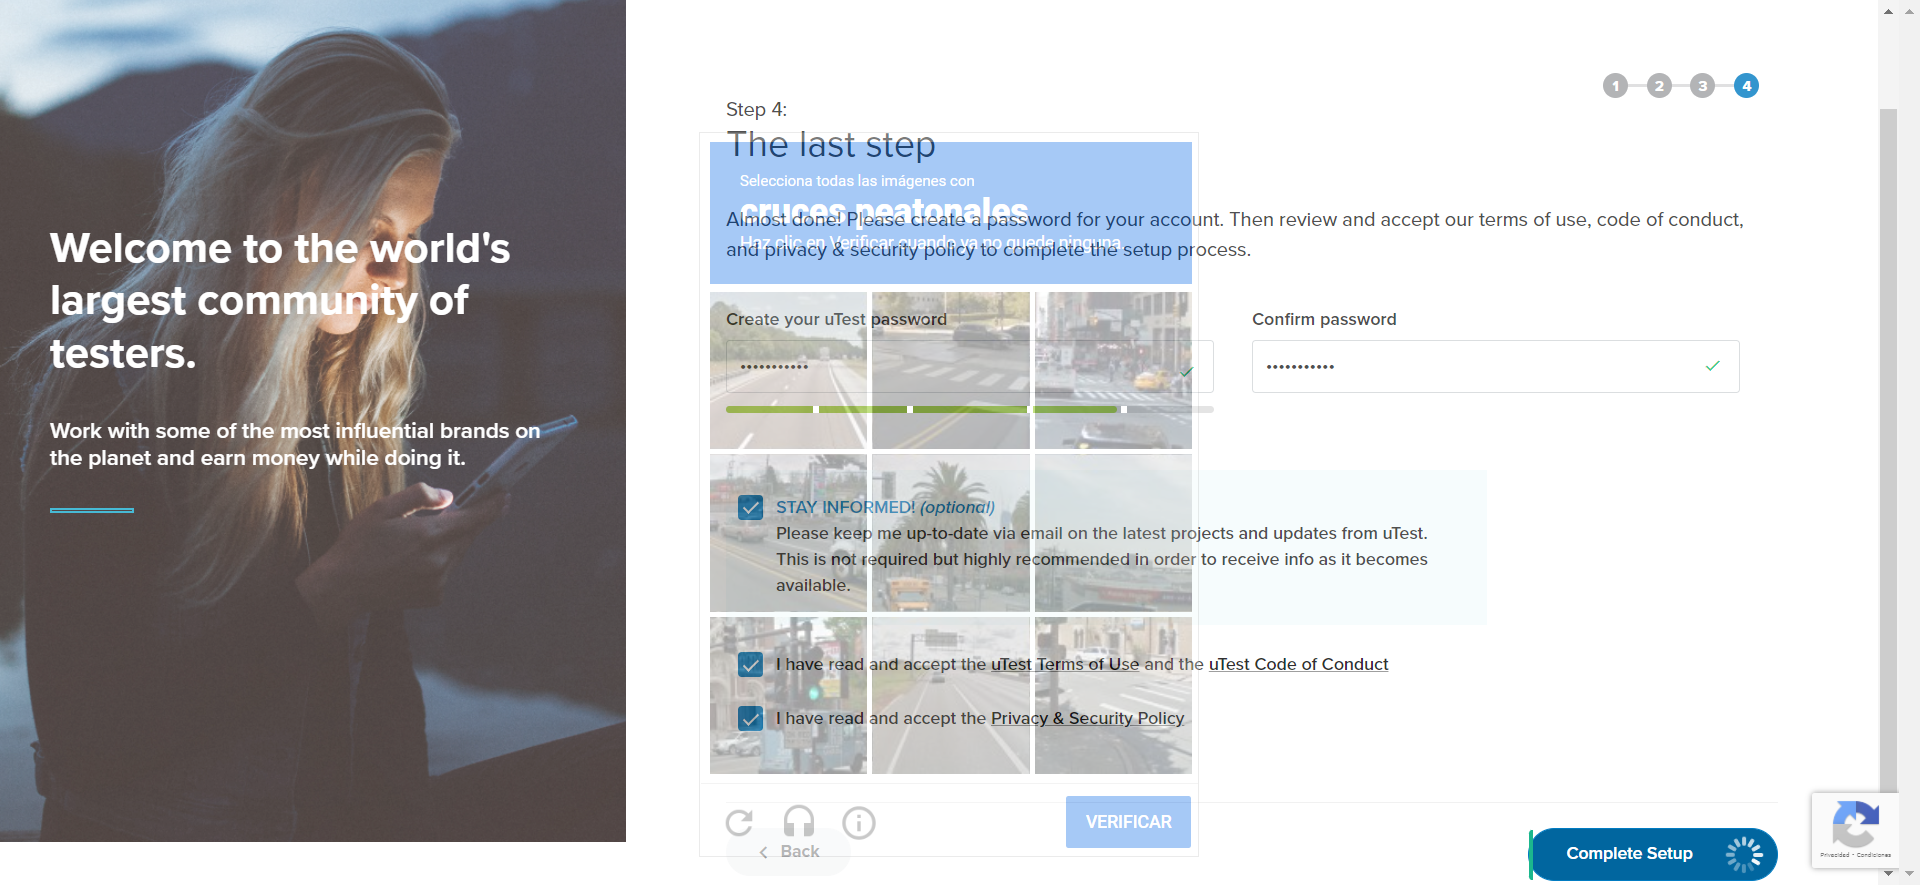 Welcome to the world's
largest community of
testers.
Work with some of the most influential brands on
the planet and earn money while doing it.
1 2 3 4
Step 4:
The last step
Selecciona todas las imágenes con
cruces peatonales
Haz clic en Verificar cuando ya no quede ninguna.
Almost done! Please create a password for your account. Then review and accept our terms of use, code of conduct,
and privacy & security policy to complete the setup process.
Create your uTest password
Confirm password
STAY INFORMED! (optional)
Please keep me up-to-date via email on the latest projects and updates from uTest.
This is not required but highly recommended in order to receive info as it becomes
available.
I have read and accept the uTest Terms of Use and the uTest Code of Conduct
I have read and accept the Privacy & Security Policy
VERIFICAR
Back
Complete Setup
Privacidad - Condiciones